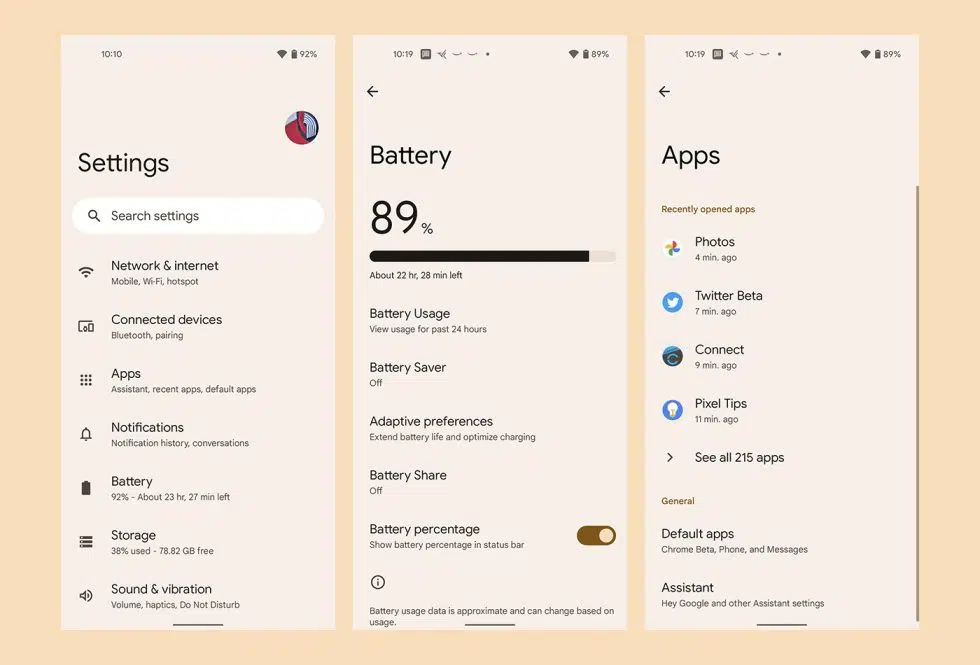 10:10
92%
Settings
Search settings
Network & internet
Mobile, Wi-Fi, hotspot
Connected devices
Bluetooth, pairing
Apps
Assistant, recent apps, default apps
Notifications
Notification history, conversations
Battery
92% - About 23 hr, 27 min left
Storage
38% used - 78.82 GB free
Sound & vibration
Volume, haptics, Do Not Disturb
10:19
89%
Battery
89%
About 22 hr, 28 min left
Battery Usage
View usage for past 24 hours
Battery Saver
Off
Adaptive preferences
Extend battery life and optimize charging
Battery Share
Off
Battery percentage
Show battery percentage in status bar
Battery usage data is approximate and can change based on
usage.
10:19
89%
Apps
Recently opened apps
Photos
4 min. ago
Twitter Beta
7 min. ago
Connect
9 min. ago
Pixel Tips
11 min. ago
See all 215 apps
General
Default apps
Chrome Beta, Phone, and Messages
Assistant
Hey Google and other Assistant settings